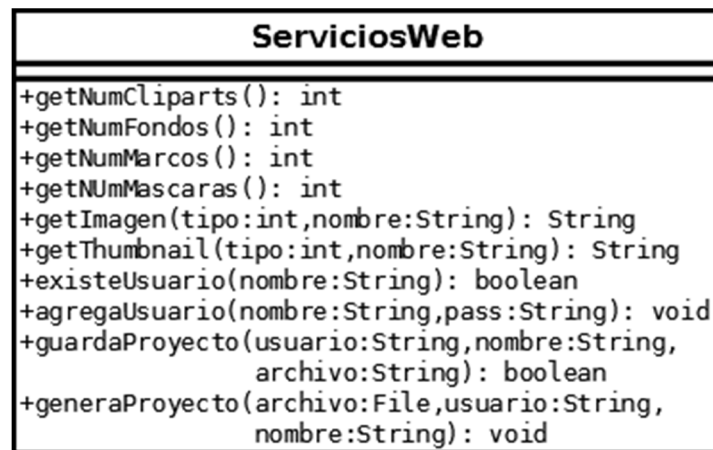 ServiciosWeb
+getNumCliparts(): int
+getNumFondos(): int
+getNumMarcos(): int
+getNUmMascaras(): int
+getImagen(tipo:int,nombre:String): String
+getThumbnail(tipo:int,nombre:String): String
+existeUsuario(nombre:String): boolean
+agregaUsuario(nombre:String,pass:String): void
+guardaProyecto(usuario:String,nombre:String,
archivo:String): boolean
+generaProyecto(archivo:File,usuario:String,
nombre:String): void